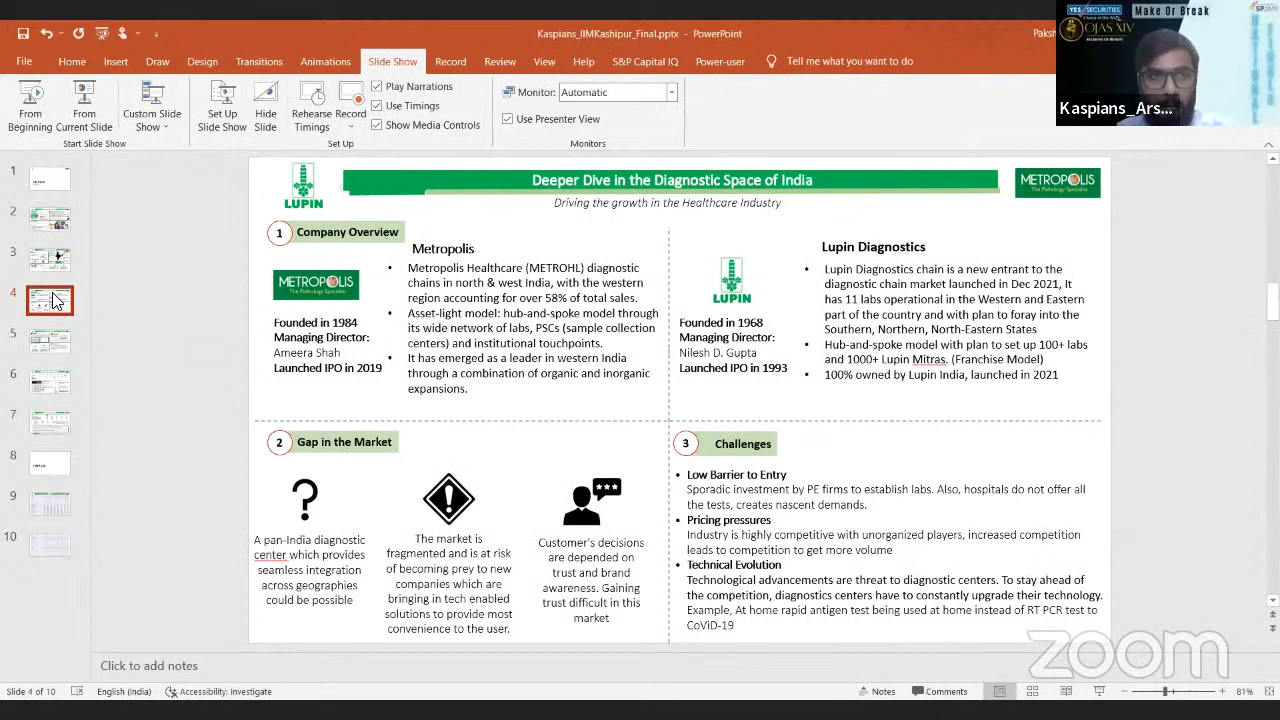 Kaspians_IIMKashipur_Final.pptx - PowerPoint
Paksh
YES SECURITIES
Make Or Break
OJAS XIV
Kaspians_Ars...
File Home Insert Draw Design Transitions Animations Slide Show Record Review View Help S&P Capital IQ Power-user Tell me what you want to do
From Beginning
From Current Slide
Custom Slide Show
Set Up Slide Show
Hide Slide
Rehearse Timings
Record
Play Narrations
Use Timings
Show Media Controls
Monitor: Automatic
Use Presenter View
Start Slide Show
Set Up
Monitors
1
2
3
4
5
6
7
8
9
10
LUPIN
Deeper Dive in the Diagnostic Space of India
METROPOLIS
The Pathology Specialist
Driving the growth in the Healthcare Industry
1 Company Overview
Metropolis
METROPOLIS
The Pathology Specialist
Founded in 1984
Managing Director:
Ameera Shah
Launched IPO in 2019
• Metropolis Healthcare (METROHL) diagnostic
chains in north & west India, with the western
region accounting for over 58% of total sales.
• Asset-light model: hub-and-spoke model through
its wide network of labs, PSCs (sample collection
centers) and institutional touchpoints.
• It has emerged as a leader in western India
through a combination of organic and inorganic
expansions.
Lupin Diagnostics
LUPIN
Founded in 1968
Managing Director:
Nilesh D. Gupta
Launched IPO in 1993
• Lupin Diagnostics chain is a new entrant to the
diagnostic chain market launched in Dec 2021, It
has 11 labs operational in the Western and Eastern
part of the country and with plan to foray into the
Southern, Northern, North-Eastern States
• Hub-and-spoke model with plan to set up 100+ labs
and 1000+ Lupin Mitras. (Franchise Model)
• 100% owned by Lupin India, launched in 2021
2 Gap in the Market
A pan-India diagnostic
center which provides
seamless integration
across geographies
could be possible
The market is
fragmented and is at risk
of becoming prey to new
companies which are
bringing in tech enabled
solutions to provide most
convenience to the user.
Customer's decisions
are depended on
trust and brand
awareness. Gaining
trust difficult in this
market
3 Challenges
• Low Barrier to Entry
Sporadic investment by PE firms to establish labs. Also, hospitals do not offer all
the tests, creates nascent demands.
• Pricing pressures
Industry is highly competitive with unorganized players, increased competition
leads to competition to get more volume
• Technical Evolution
Technological advancements are threat to diagnostic centers. To stay ahead of
the competition, diagnostics centers have to constantly upgrade their technology.
Example, At home rapid antigen test being used at home instead of RT PCR test to
CoViD-19
zoom
Click to add notes
Slide 4 of 10 English (India) Accessibility: Investigate Notes Comments 81%